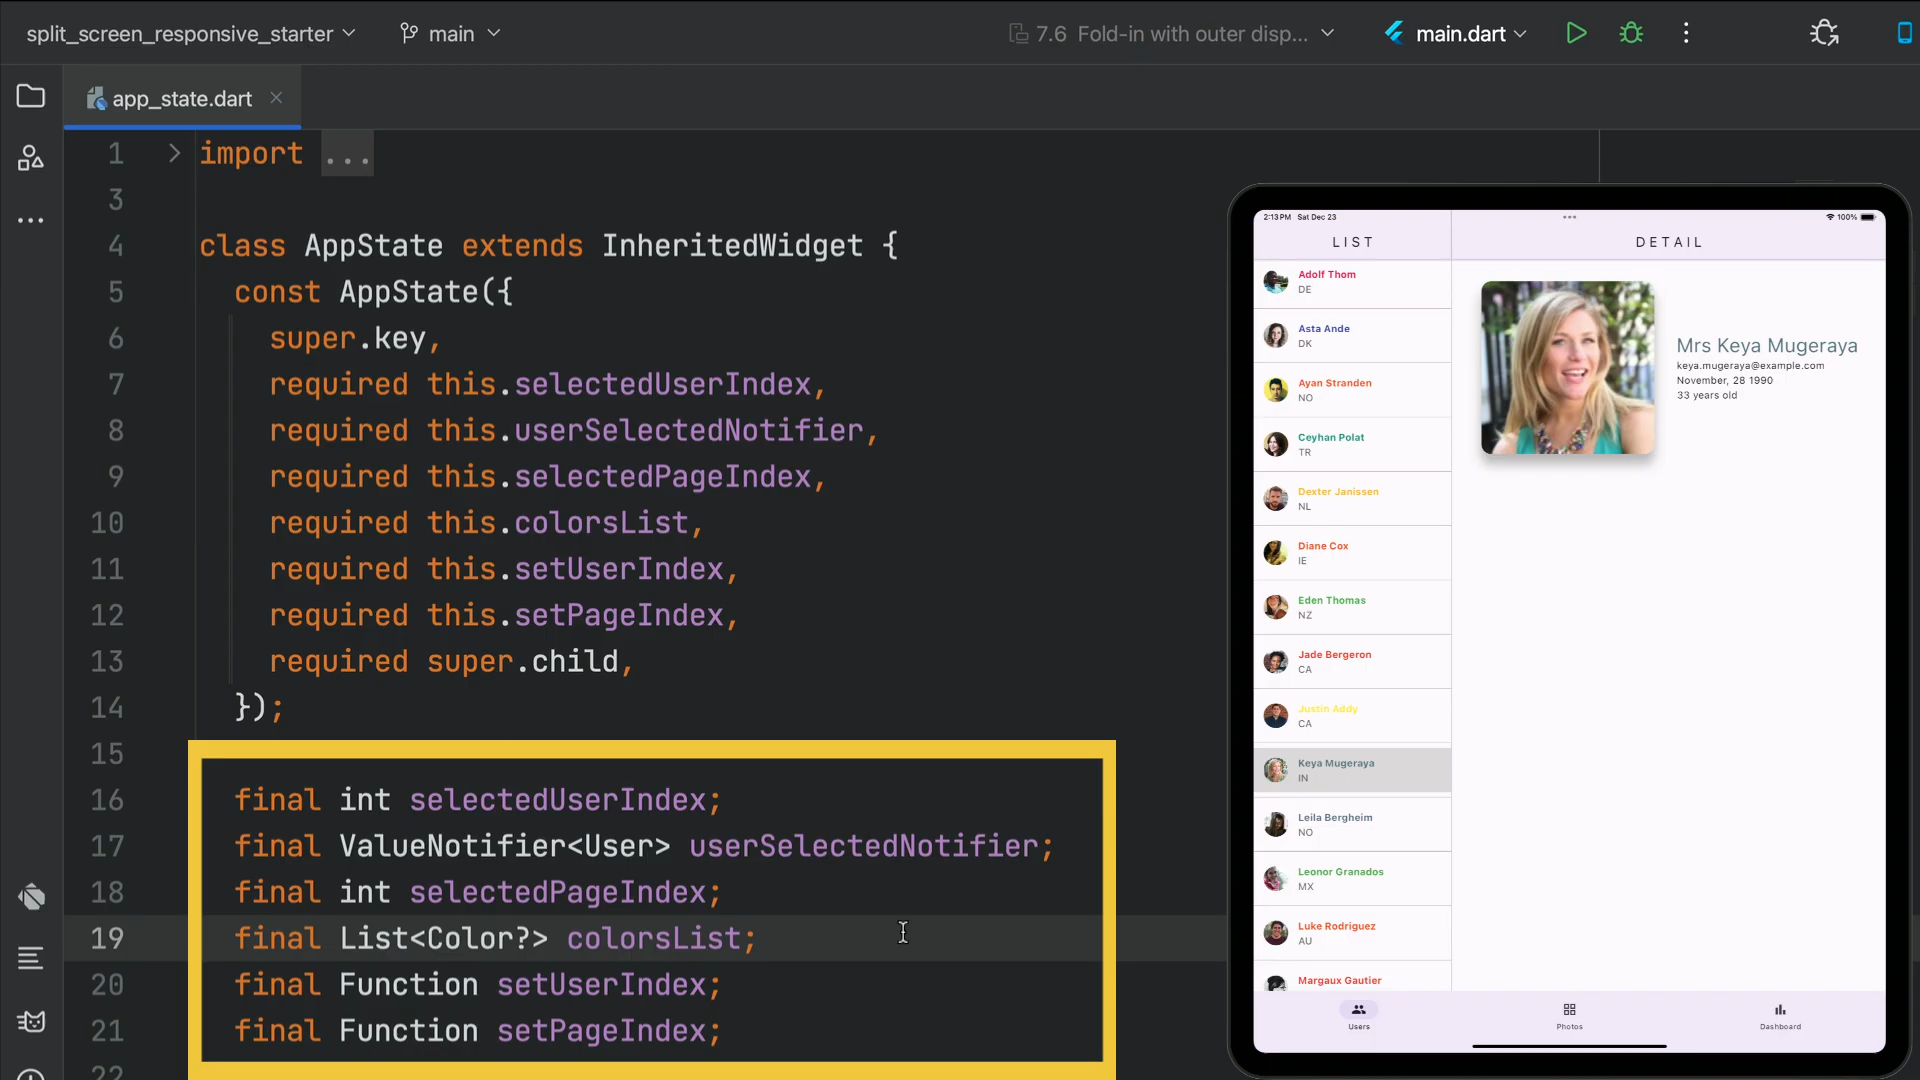 split_screen_responsive_starter
main
7.6 Fold-in with outer disp...
main.dart
app_state.dart
1 import ...
3
4 class AppState extends InheritedWidget {
5 const AppState({
6 super.key,
7 required this.selectedUserIndex,
8 required this.userSelectedNotifier,
9 required this.selectedPageIndex,
10 required this.colorsList,
11 required this.setUserIndex,
12 required this.setPageIndex,
13 required super.child,
14 });
15
16 final int selectedUserIndex;
17 final ValueNotifier<User> userSelectedNotifier;
18 final int selectedPageIndex;
19 final List<Color?> colorsList;
20 final Function setUserIndex;
21 final Function setPageIndex;
22
2:13 PM Sat Dec 23
100%
LIST
DETAIL
Adolf Thom
DE
Asta Ande
DK
Ayan Stranden
NO
Ceyhan Polat
TR
Dexter Janissen
NL
Diane Cox
IE
Eden Thomas
NZ
Jade Bergeron
CA
Justin Addy
CA
Keya Mugeraya
IN
Leila Bergheim
NO
Leonor Granados
MX
Luke Rodriguez
AU
Margaux Gautier
Mrs Keya Mugeraya
keya.mugeraya@example.com
November, 28 1990
33 years old
Users
Photos
Dashboard